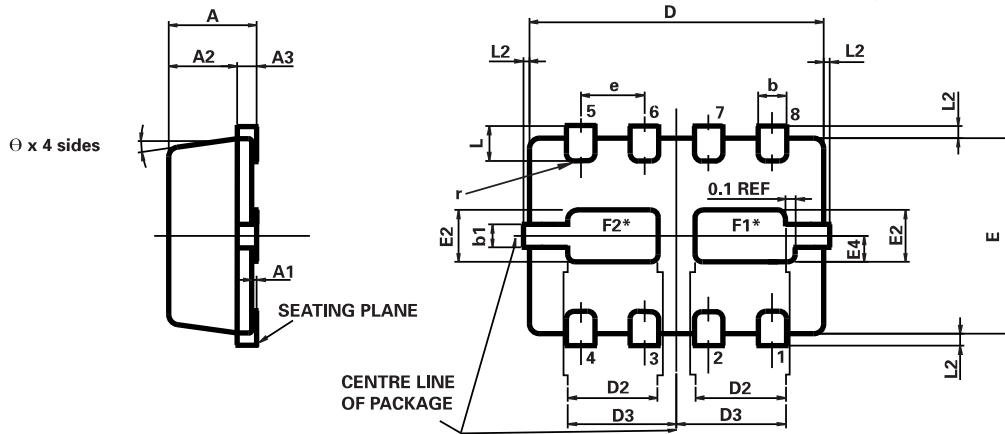 A
D
A2
A3
L2
L2
e
b
L2
5
6
7
8
Θ x 4 sides
L
r
0.1 REF
F2*
F1*
E2
b1
E4
E2
E
A1
SEATING PLANE
4
3
2
1
L2
CENTRE LINE
OF PACKAGE
D2
D2
D3
D3